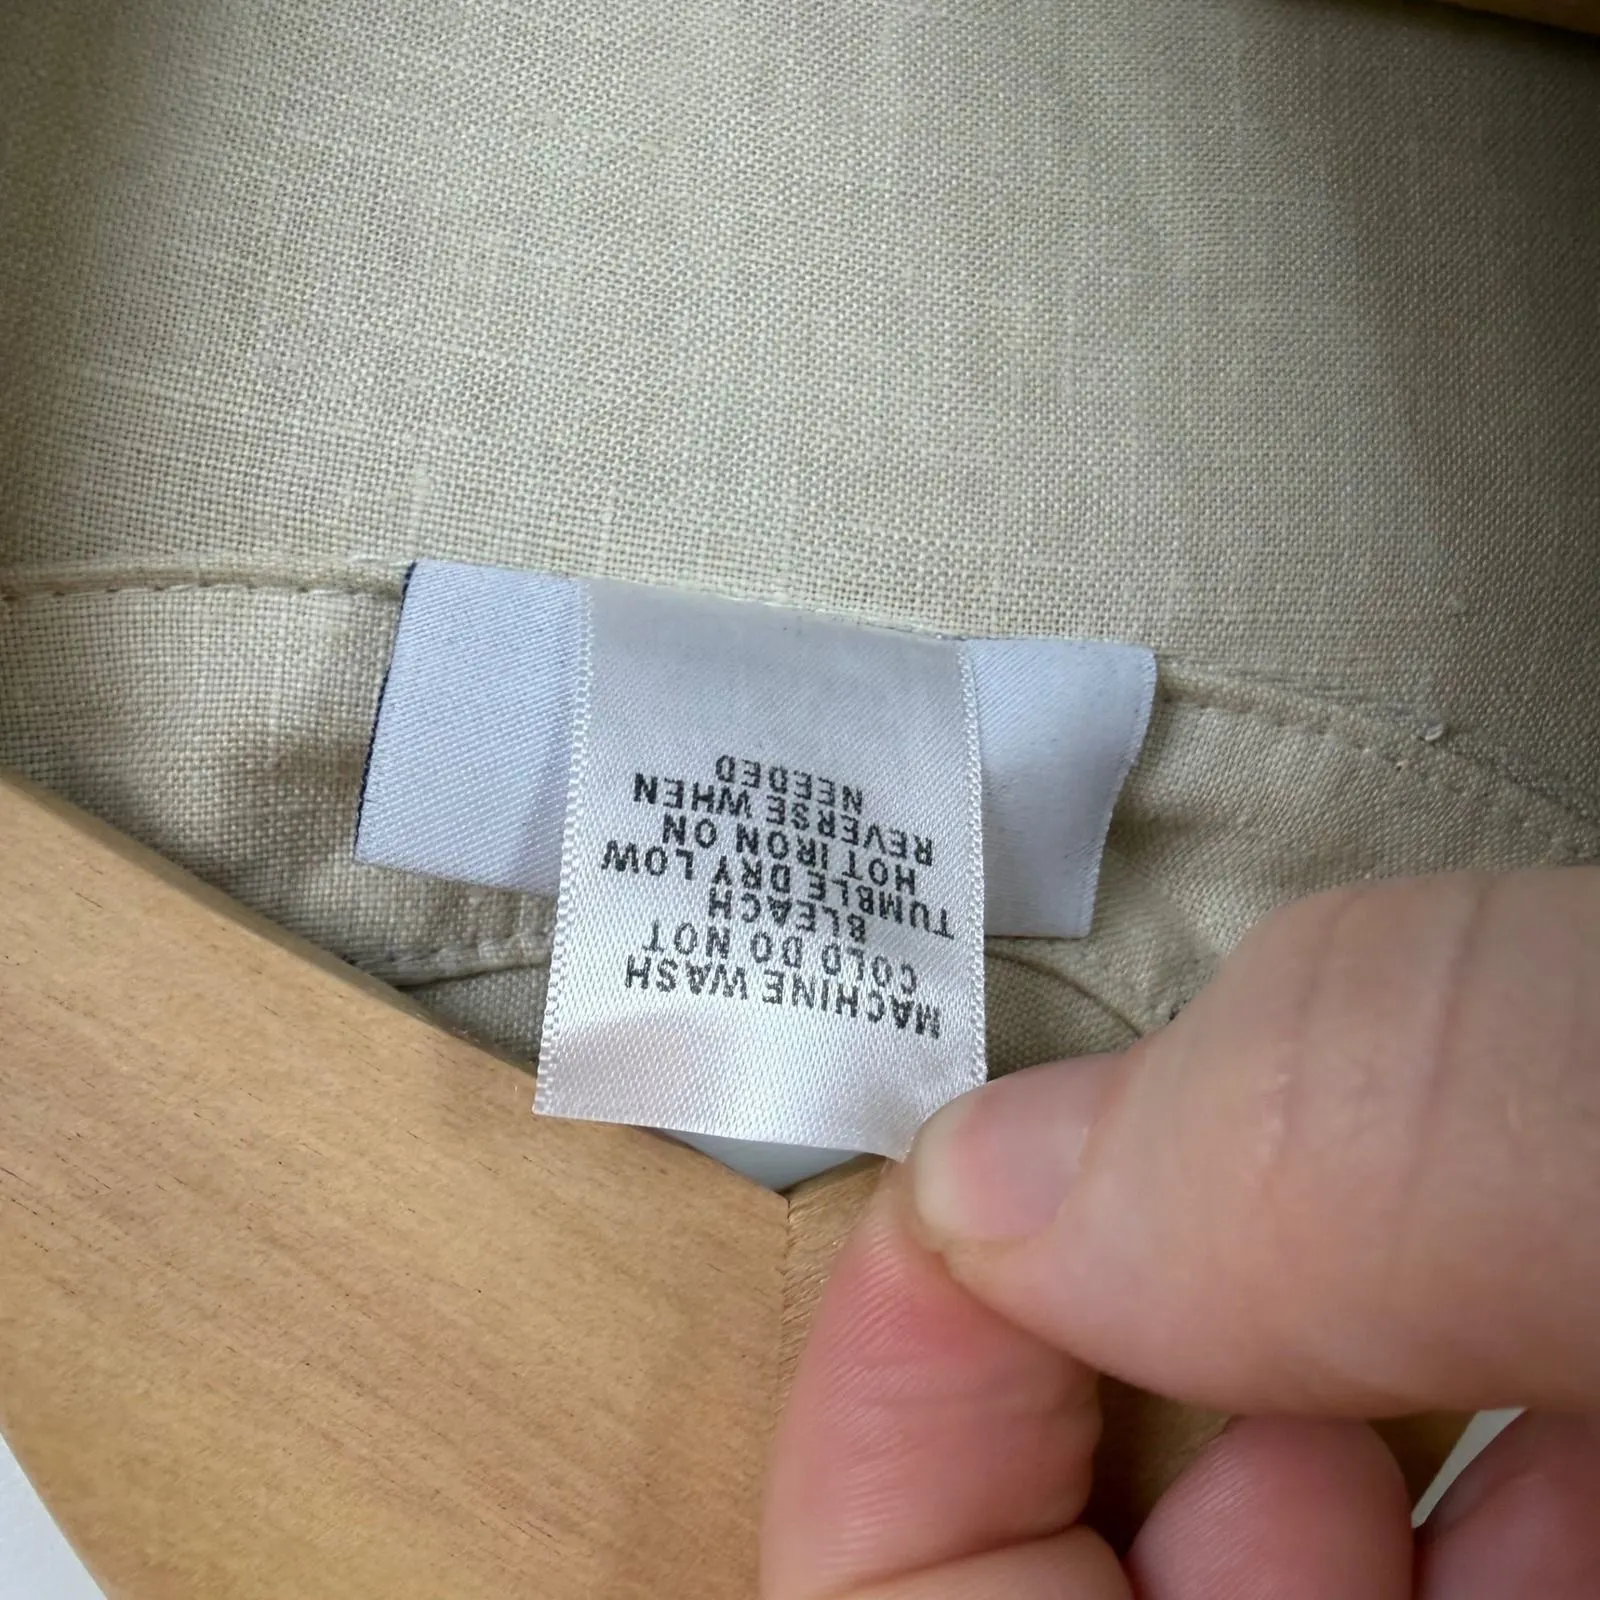 MACHINE WASH
COLD DO NOT
BLEACH
TUMBLE DRY LOW
HOT IRON ON
REVERSE WHEN
NEEDED